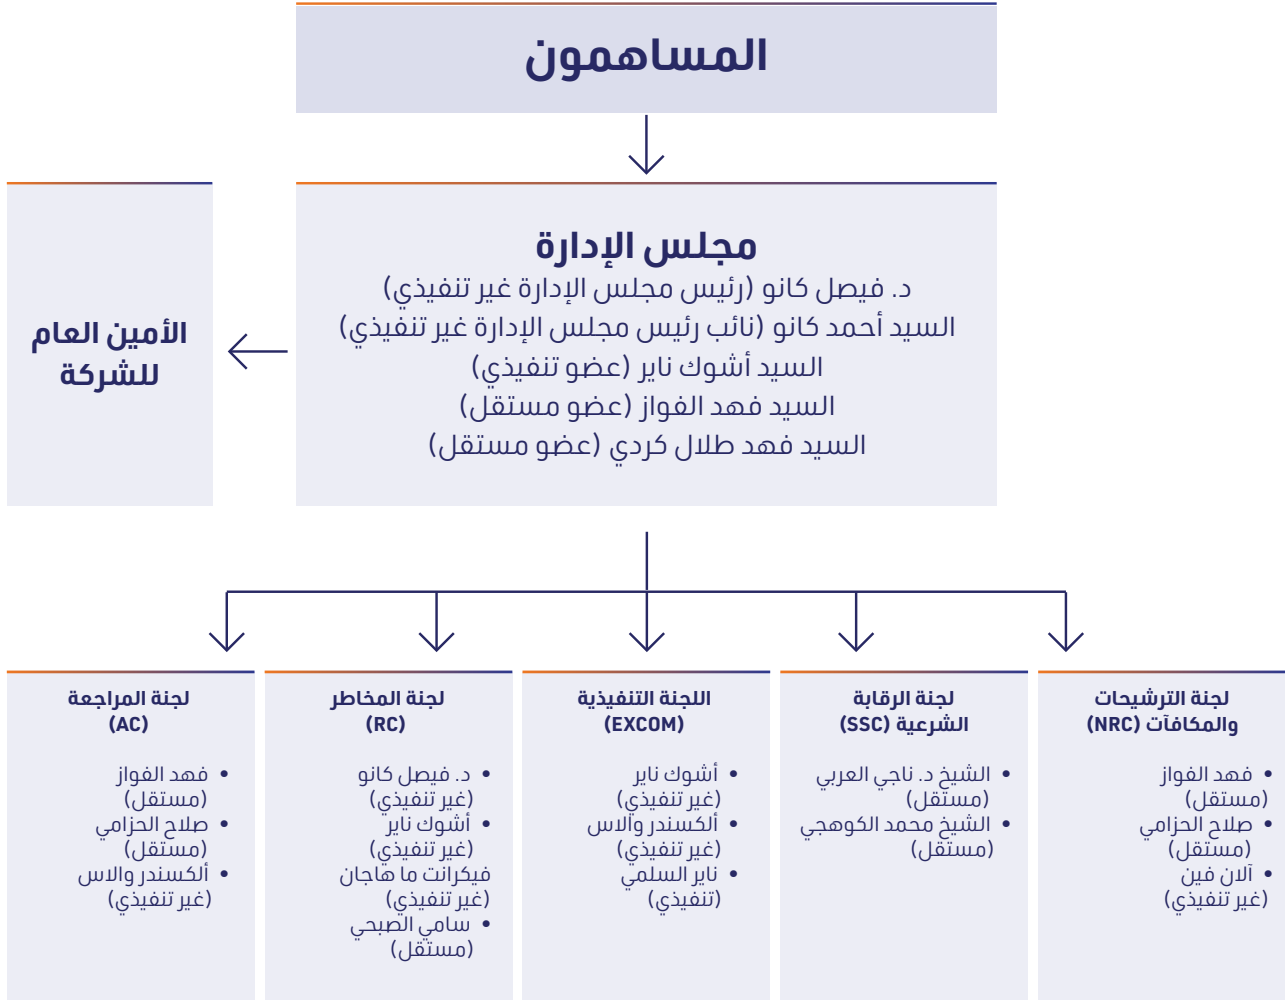 المساهمون
مجلس الإدارة
د. فيصل كانو (رئيس مجلس الإدارة غير تنفيذي)
السيد أحمد كانو (نائب رئيس مجلس الإدارة غير تنفيذي)
السيد أشوك ناير (عضو تنفيذي)
السيد فهد الفواز (عضو مستقل)
السيد فهد طلال كردي (عضو مستقل)
الأمين العام
للشركة
لجنة الترشيحات
والمكافآت (NRC)
• فهد الفواز
(مستقل)
• صلاح الحزامي
(مستقل)
• آلان فين
(غير تنفيذي)
لجنة الرقابة
الشرعية (SSC)
• الشيخ د. ناجي العربي
(مستقل)
• الشيخ محمد الكوهجي
(مستقل)
اللجنة التنفيذية
(EXCOM)
• أشوك ناير
(غير تنفيذي)
• ألكسندر والاس
(غير تنفيذي)
• ناير السلمي
(تنفيذي)
لجنة المخاطر
(RC)
• د. فيصل كانو
(غير تنفيذي)
• أشوك ناير
(غير تنفيذي)
فيكرانت ما هاجان
(غير تنفيذي)
• سامي الصبحي
(مستقل)
لجنة المراجعة
(AC)
• فهد الفواز
(مستقل)
• صلاح الحزامي
(مستقل)
• ألكسندر والاس
(غير تنفيذي)